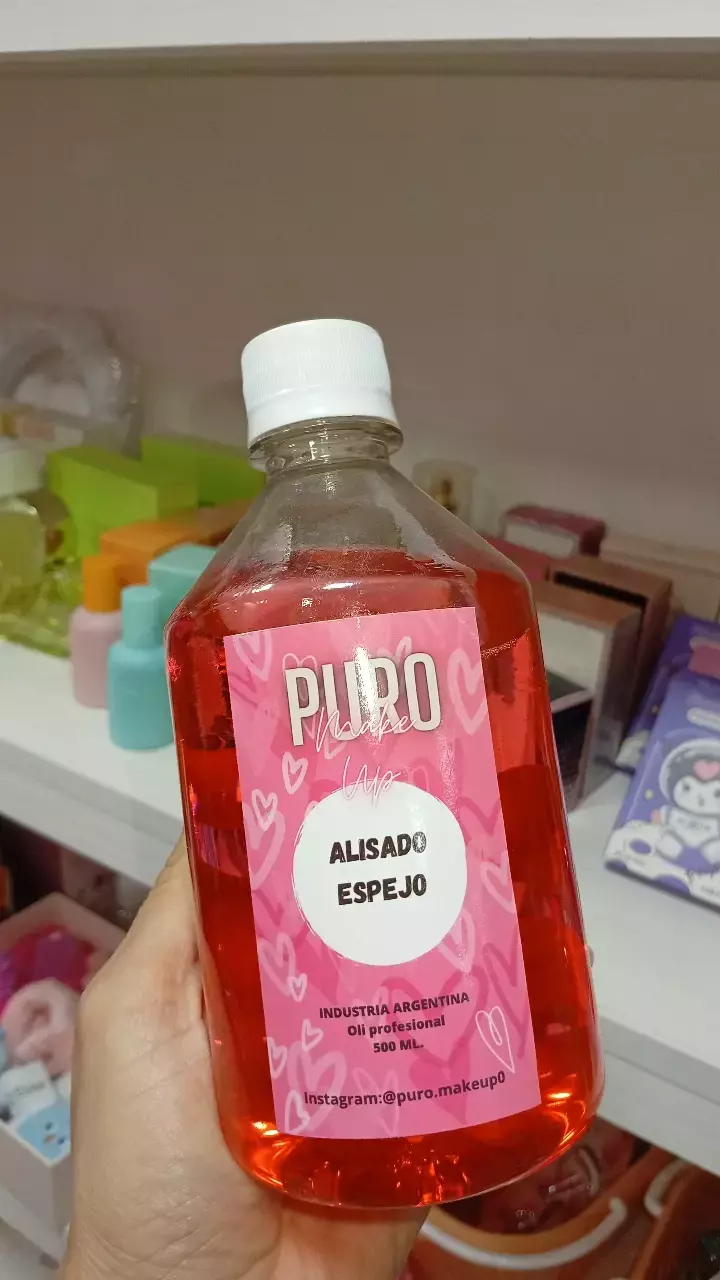 PURO
Make
Up
ALISADO
ESPEJO
INDUSTRIA ARGENTINA
Oli profesional
500 ML.
Instagram:@puro.makeup0